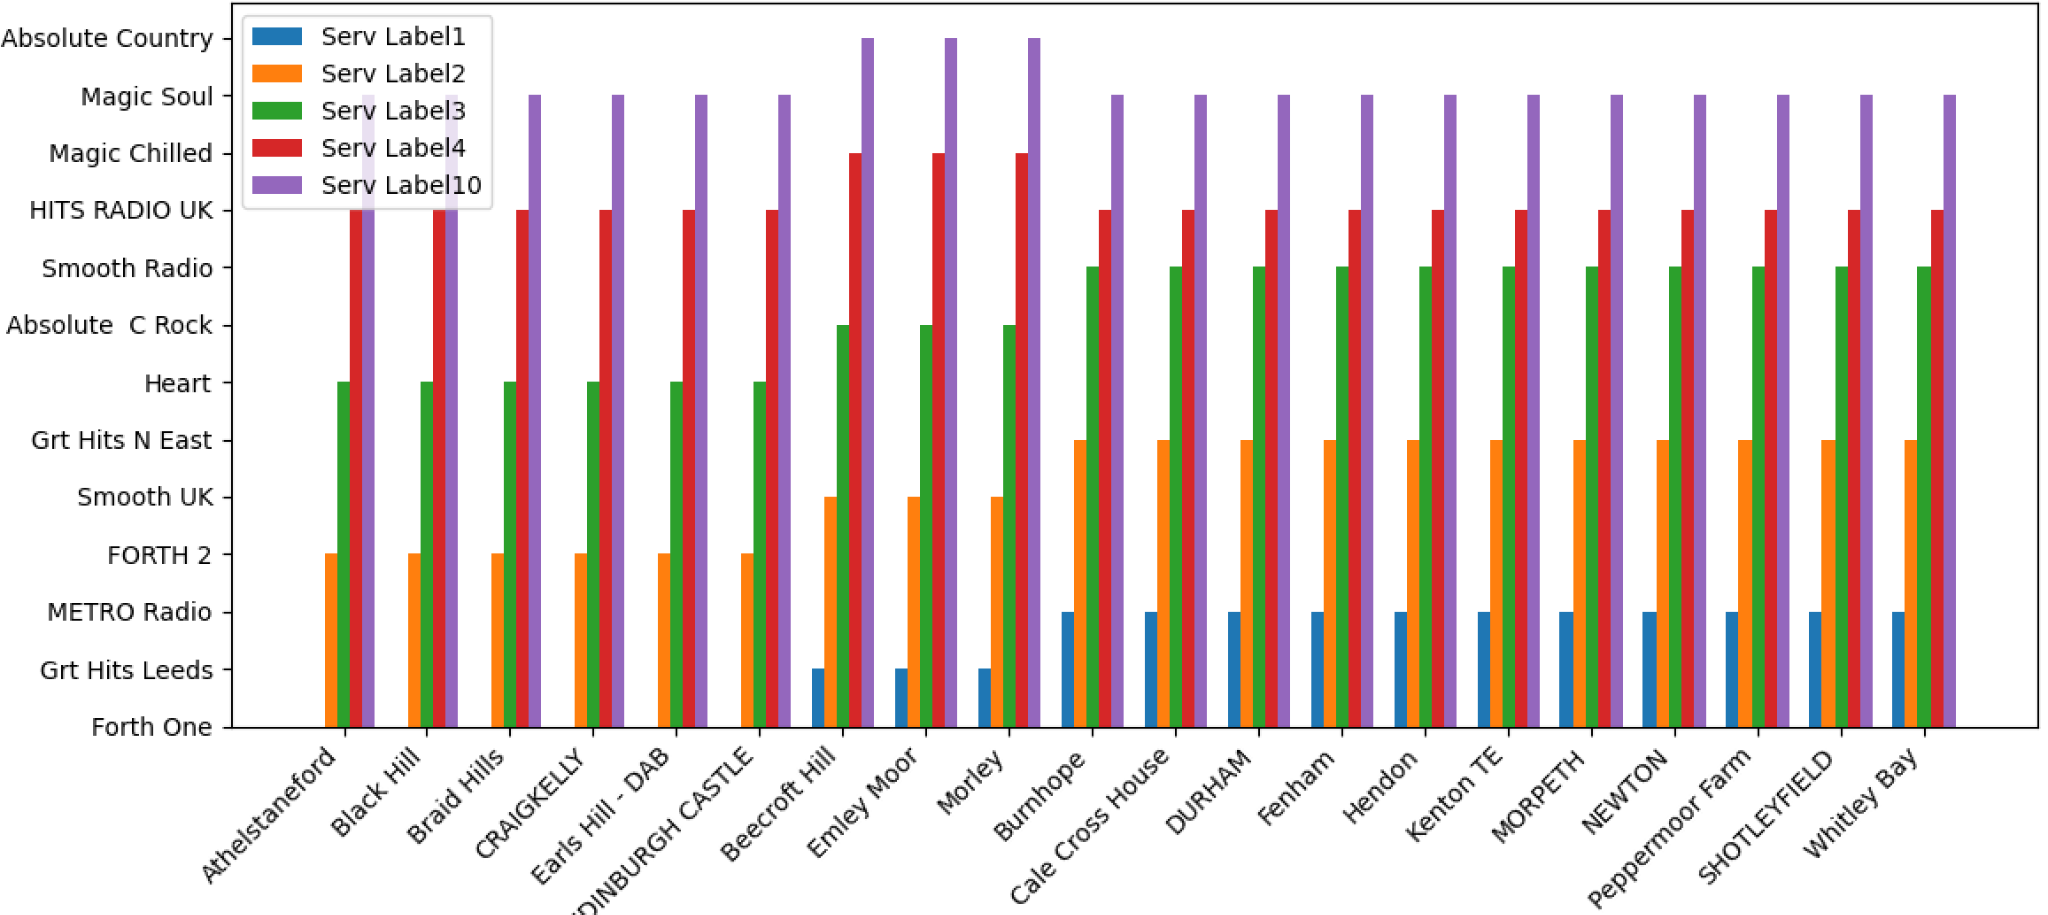 Absolute Country
Magic Soul
Magic Chilled
HITS RADIO UK
Smooth Radio
Absolute  C Rock
Heart
Grt Hits N East
Smooth UK
FORTH 2
METRO Radio
Grt Hits Leeds
Forth One
Serv Label1
Serv Label2
Serv Label3
Serv Label4
Serv Label10
Athelstaneford
Black Hill
Braid Hills
CRAIGKELLY
Earls Hill - DAB
DINBURGH CASTLE
Beecroft Hill
Emley Moor
Morley
Burnhope
Cale Cross House
DURHAM
Fenham
Hendon
Kenton TE
MORPETH
NEWTON
Peppermoor Farm
SHOTLEYFIELD
Whitley Bay